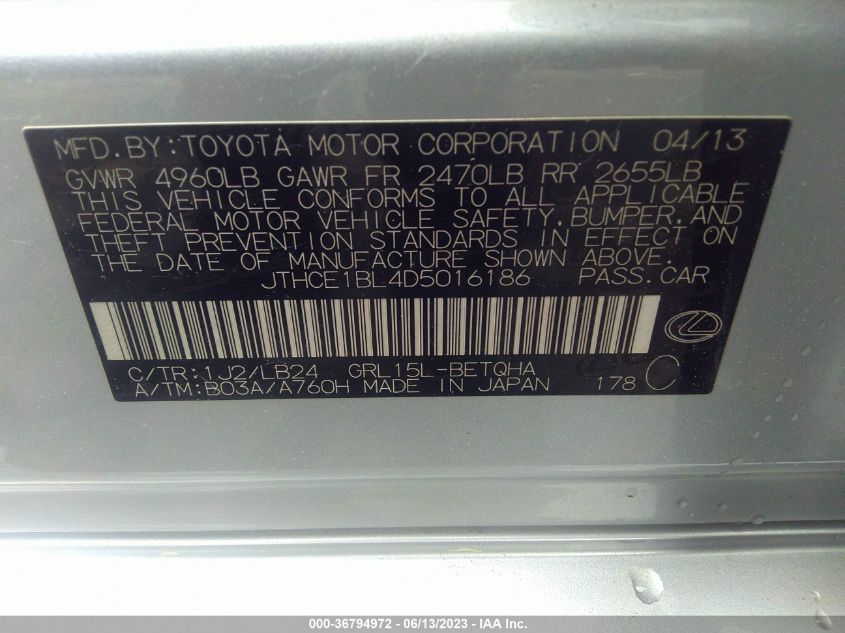 MFD. BY: TOYOTA MOTOR CORPORATION 04/13
GVWR 4960LB GAWR FR 2470LB RR 2655LB
THIS VEHICLE CONFORMS TO ALL APPLICABLE
FEDERAL MOTOR VEHICLE SAFETY, BUMPER, AND
THEFT PREVENTION STANDARDS IN EFFECT ON
THE DATE OF MANUFACTURE SHOWN ABOVE.
JTHCE1BL4D5016186 PASS. CAR
C/TR: 1J2/LB24 GRL15L-BETQHA
A/TM: B03A/A760H MADE IN JAPAN 178 C
000-36794972 - 06/13/2023 - IAA Inc.